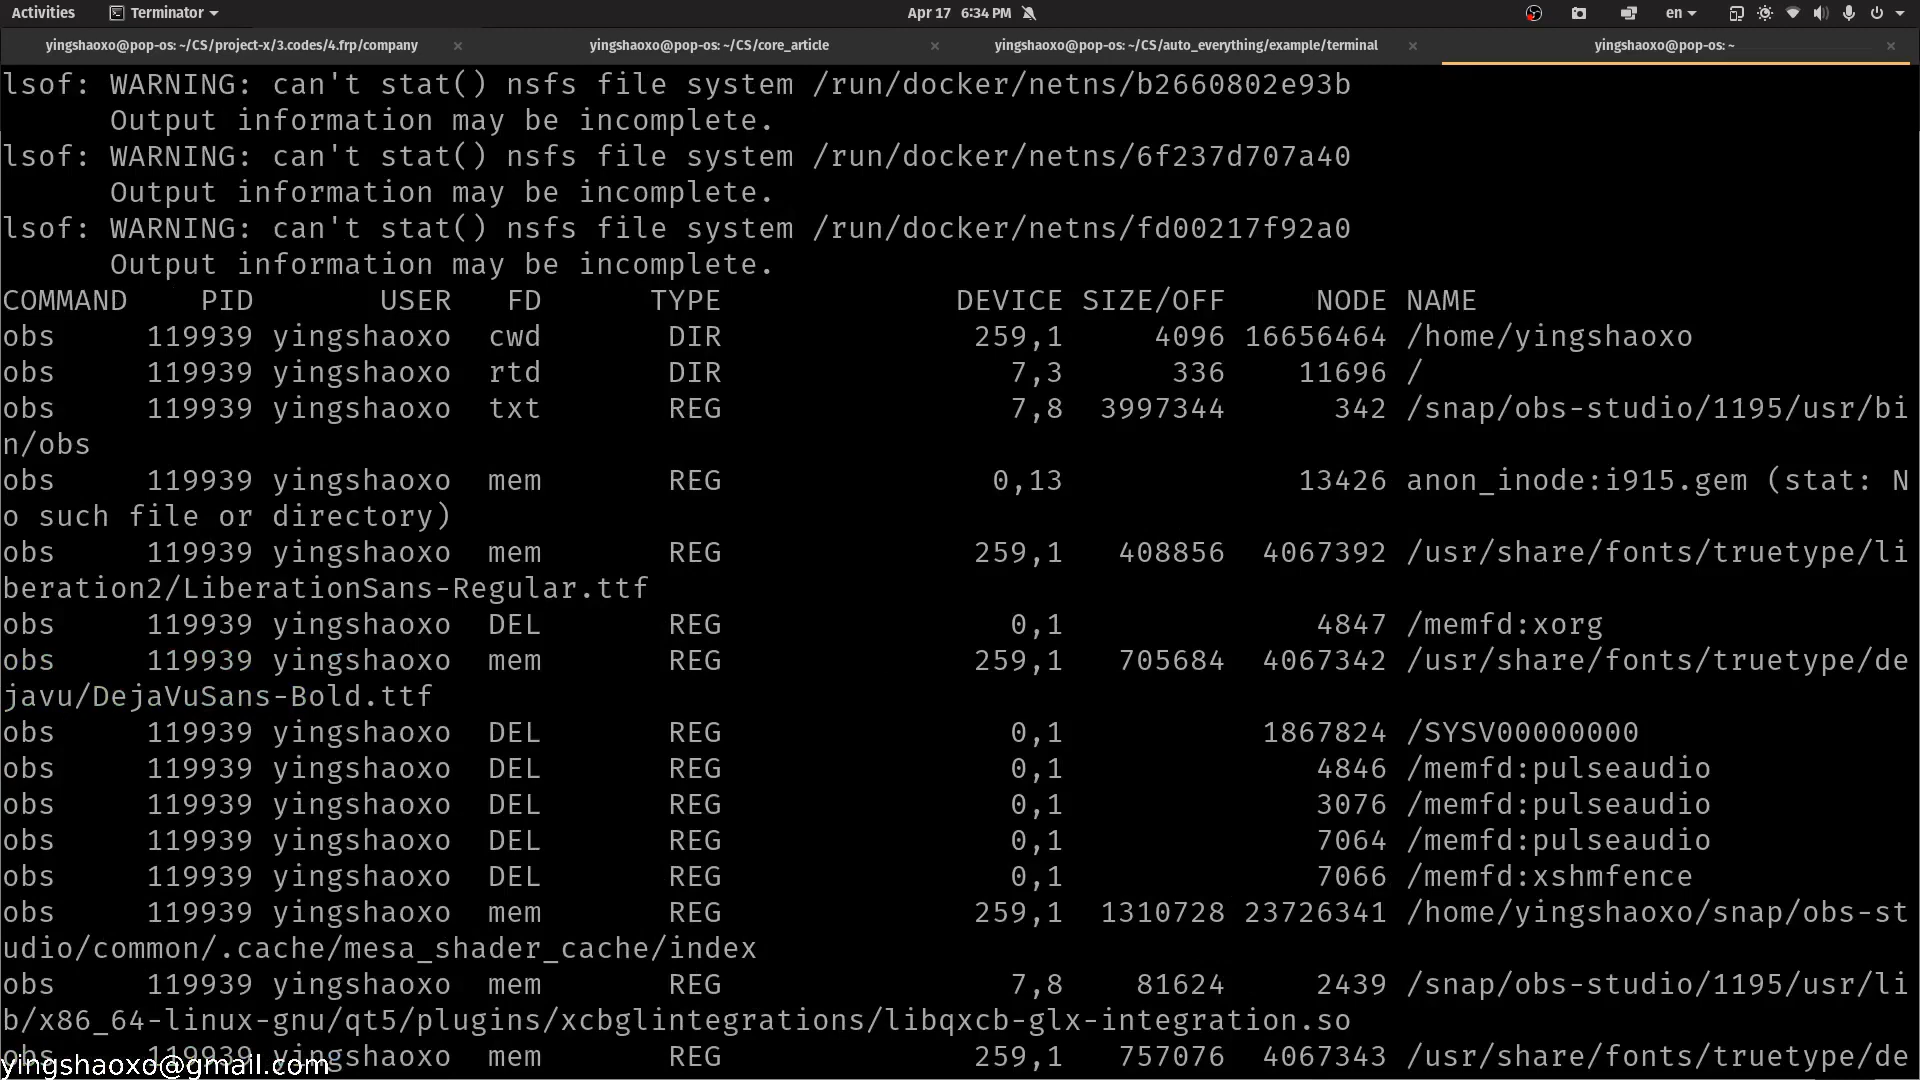 Activities Terminator Apr 17 6:34 PM en
yingshaoxo@pop-os: ~/CS/project-x/3.codes/4.frp/company × yingshaoxo@pop-os: ~/CS/core_article × yingshaoxo@pop-os: ~/CS/auto_everything/example/terminal × yingshaoxo@pop-os: ~ ×
lsof: WARNING: can't stat() nsfs file system /run/docker/netns/b2660802e93b
      Output information may be incomplete.
lsof: WARNING: can't stat() nsfs file system /run/docker/netns/6f237d707a40
      Output information may be incomplete.
lsof: WARNING: can't stat() nsfs file system /run/docker/netns/fd00217f92a0
      Output information may be incomplete.
COMMAND    PID       USER   FD      TYPE             DEVICE SIZE/OFF     NODE NAME
obs     119939 yingshaoxo  cwd       DIR              259,1     4096 16656464 /home/yingshaoxo
obs     119939 yingshaoxo  rtd       DIR                7,3      336    11696 /
obs     119939 yingshaoxo  txt       REG                7,8  3997344      342 /snap/obs-studio/1195/usr/bi
n/obs
obs     119939 yingshaoxo  mem       REG               0,13             13426 anon_inode:i915.gem (stat: N
o such file or directory)
obs     119939 yingshaoxo  mem       REG              259,1   408856  4067392 /usr/share/fonts/truetype/li
beration2/LiberationSans-Regular.ttf
obs     119939 yingshaoxo  DEL       REG                0,1              4847 /memfd:xorg
obs     119939 yingshaoxo  mem       REG              259,1   705684  4067342 /usr/share/fonts/truetype/de
javu/DejaVuSans-Bold.ttf
obs     119939 yingshaoxo  DEL       REG                0,1           1867824 /SYSV00000000
obs     119939 yingshaoxo  DEL       REG                0,1              4846 /memfd:pulseaudio
obs     119939 yingshaoxo  DEL       REG                0,1              3076 /memfd:pulseaudio
obs     119939 yingshaoxo  DEL       REG                0,1              7064 /memfd:pulseaudio
obs     119939 yingshaoxo  DEL       REG                0,1              7066 /memfd:xshmfence
obs     119939 yingshaoxo  mem       REG              259,1  1310728 23726341 /home/yingshaoxo/snap/obs-st
udio/common/.cache/mesa_shader_cache/index
obs     119939 yingshaoxo  mem       REG                7,8    81624     2439 /snap/obs-studio/1195/usr/li
b/x86_64-linux-gnu/qt5/plugins/xcbglintegrations/libqxcb-glx-integration.so
obs     119939 yingshaoxo  mem       REG              259,1   757076  4067343 /usr/share/fonts/truetype/de
yingshaoxo@gmail.com